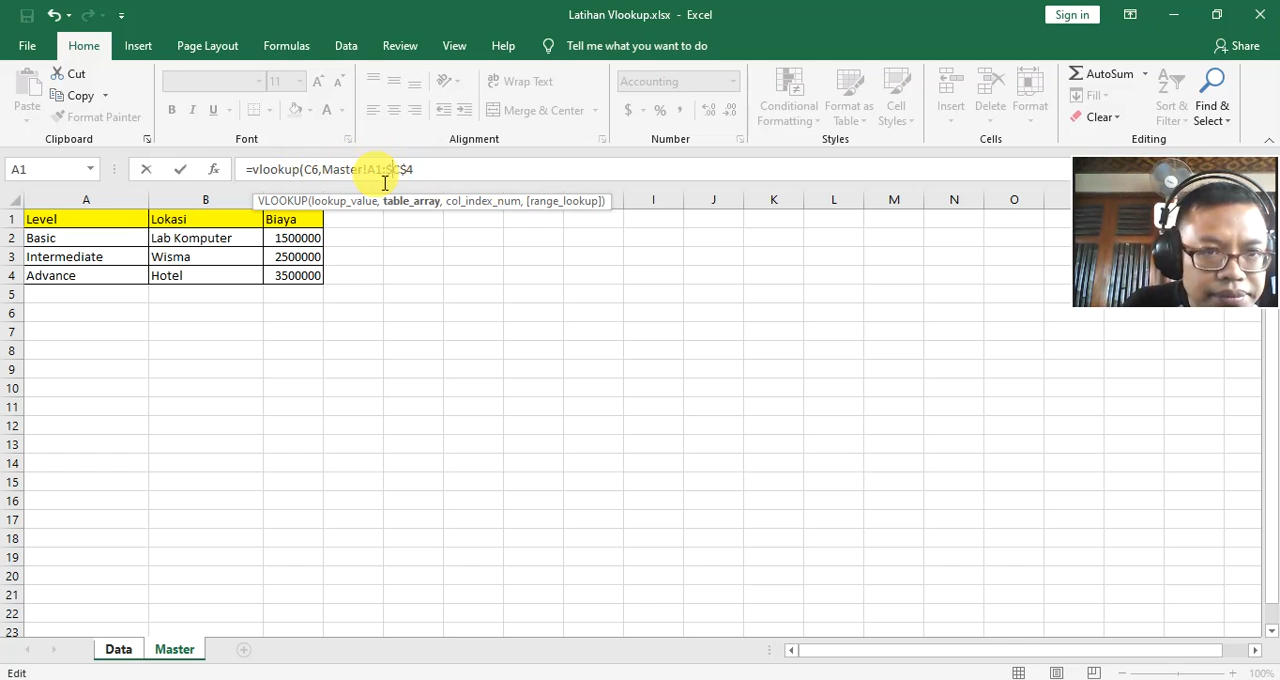 Latihan Vlookup.xlsx - Excel
Sign in
File Home Insert Page Layout Formulas Data Review View Help Tell me what you want to do Share
Paste
Cut
Copy
Format Painter
Clipboard
11
B I U
Font
Wrap Text
Merge & Center
Alignment
Accounting
$ % ,
Number
Conditional Formatting
Format as Table
Cell Styles
Styles
Insert
Delete
Format
Cells
AutoSum
Fill
Clear
Sort & Filter
Find & Select
Editing
A1
fx
=vlookup(C6,Master!A1:$C$4
VLOOKUP(lookup_value, table_array, col_index_num, [range_lookup])
A B I J K L M N O
1 Level Lokasi Biaya
2 Basic Lab Komputer 1500000
3 Intermediate Wisma 2500000
4 Advance Hotel 3500000
5
6
7
8
9
10
11
12
13
14
15
16
17
18
19
20
21
22
23
Data Master
Edit
100%